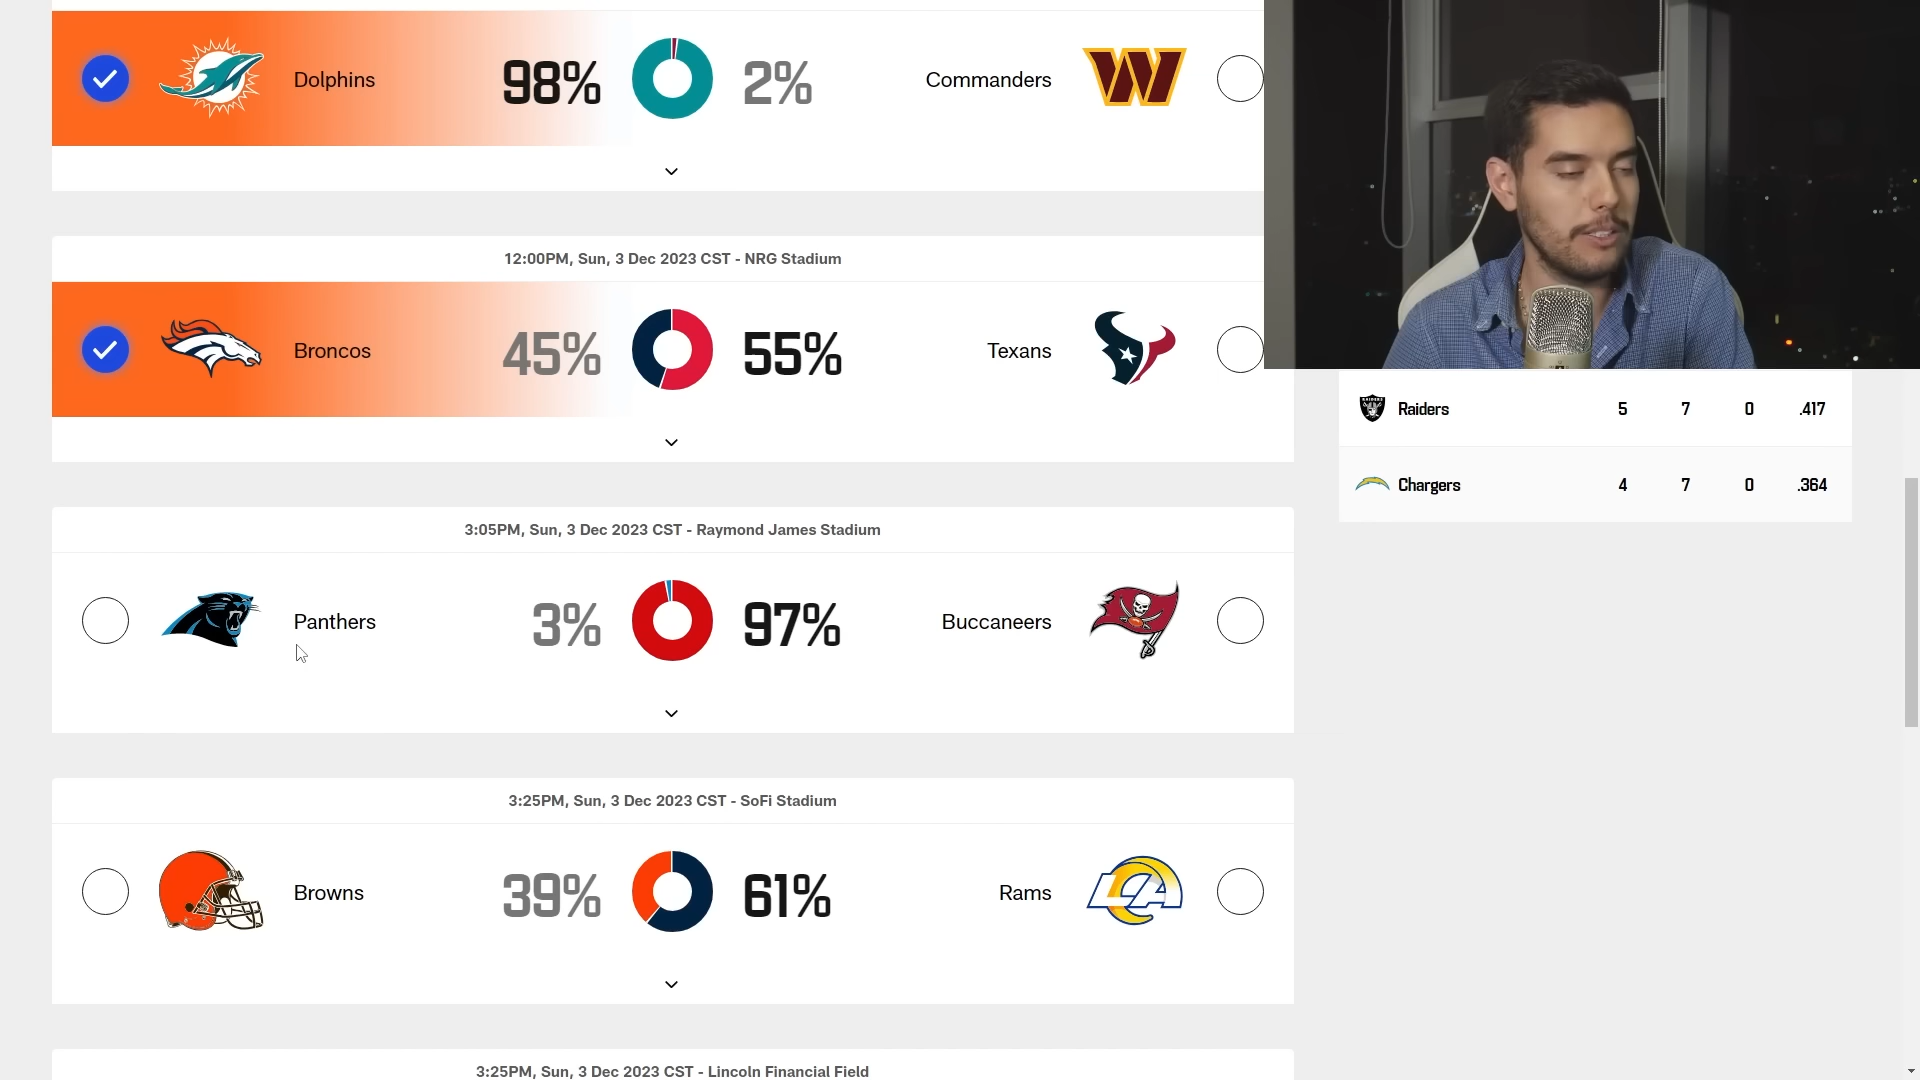 Dolphins 98% 2% Commanders
12:00PM, Sun, 3 Dec 2023 CST - NRG Stadium
Broncos 45% 55% Texans
Raiders 5 7 0 .417
Chargers 4 7 0 .364
3:05PM, Sun, 3 Dec 2023 CST - Raymond James Stadium
Panthers 3% 97% Buccaneers
3:25PM, Sun, 3 Dec 2023 CST - SoFi Stadium
Browns 39% 61% Rams
LA
3:25PM, Sun, 3 Dec 2023 CST - Lincoln Financial Field